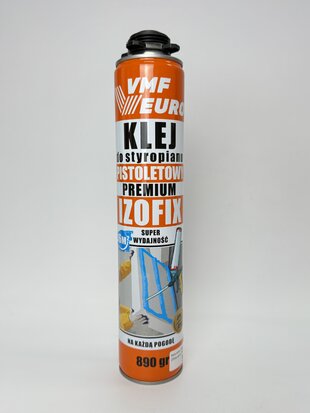 VMF
EURO
KLEJ
do styropianu
PISTOLETOWY
PREMIUM
IZOFIX
SUPER
WYDAJNOŚĆ
NA KAŻDĄ POGODĘ
890 gr